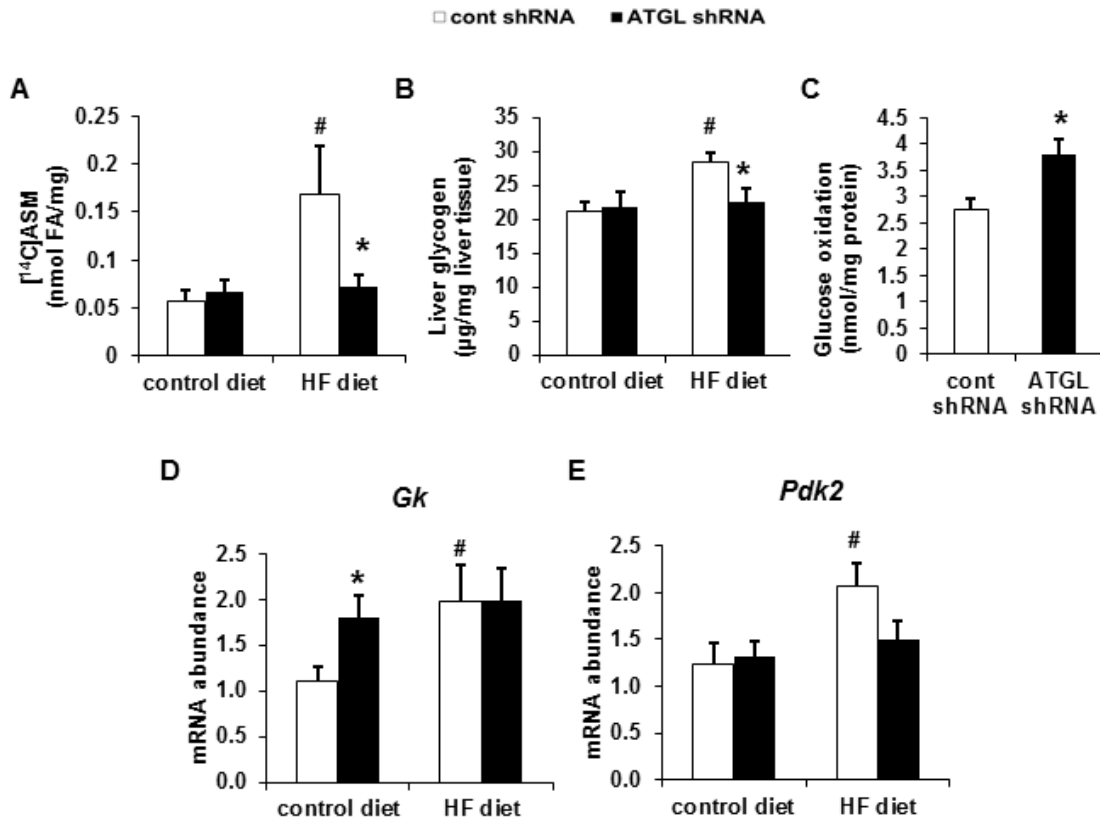 cont shRNA ATGL shRNA
A
[¹⁴C]ASM
(nmol FA/mg)
0.25
0.2
0.15
0.1
0.05
0
#
*
control diet HF diet
B
Liver glycogen
(µg/mg liver tissue)
35
30
25
20
15
10
5
0
#
*
control diet HF diet
C
Glucose oxidation
(nmol/mg protein)
4.5
4
3.5
3
2.5
2
1.5
1
0.5
0
*
cont
shRNA
ATGL
shRNA
D
Gk
mRNA abundance
2.5
2.0
1.5
1.0
0.5
0.0
*
#
control diet HF diet
E
Pdk2
mRNA abundance
2.5
2.0
1.5
1.0
0.5
0.0
#
control diet HF diet